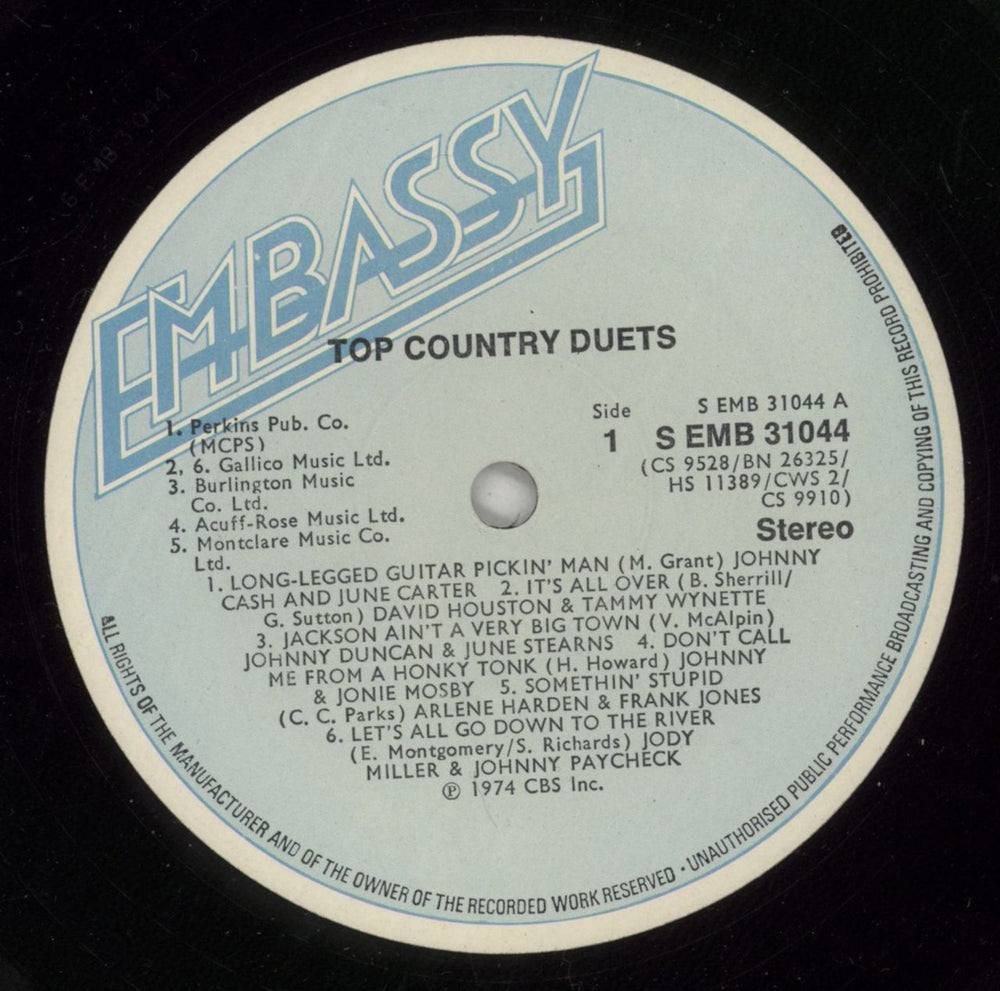 EMBASSY
TOP COUNTRY DUETS
1. Perkins Pub. Co.
(MCPS)
2, 6. Gallico Music Ltd.
3. Burlington Music
Co. Ltd.
4. Acuff-Rose Music Ltd.
5. Montclare Music Co.
Ltd.
Side
1
S EMB 31044 A
S EMB 31044
(CS 9528/BN 26325/
HS 11389/CWS 2/
CS 9910)
Stereo
1. LONG-LEGGED GUITAR PICKIN' MAN (M. Grant) JOHNNY
CASH AND JUNE CARTER 2. IT'S ALL OVER (B. Sherrill/
G. Sutton) DAVID HOUSTON & TAMMY WYNETTE
3. JACKSON AIN'T A VERY BIG TOWN (V. McAlpin)
JOHNNY DUNCAN & JUNE STEARNS 4. DON'T CALL
ME FROM A HONKY TONK (H. Howard) JOHNNY
& JONIE MOSBY 5. SOMETHIN' STUPID
(C. C. Parks) ARLENE HARDEN & FRANK JONES
6. LET'S ALL GO DOWN TO THE RIVER
(E. Montgomery/S. Richards) JODY
MILLER & JOHNNY PAYCHECK
℗ 1974 CBS Inc.
ALL RIGHTS OF THE MANUFACTURER AND OF THE OWNER OF THE RECORDED WORK RESERVED • UNAUTHORISED PUBLIC PERFORMANCE BROADCASTING AND COPYING OF THIS RECORD PROHIBITED